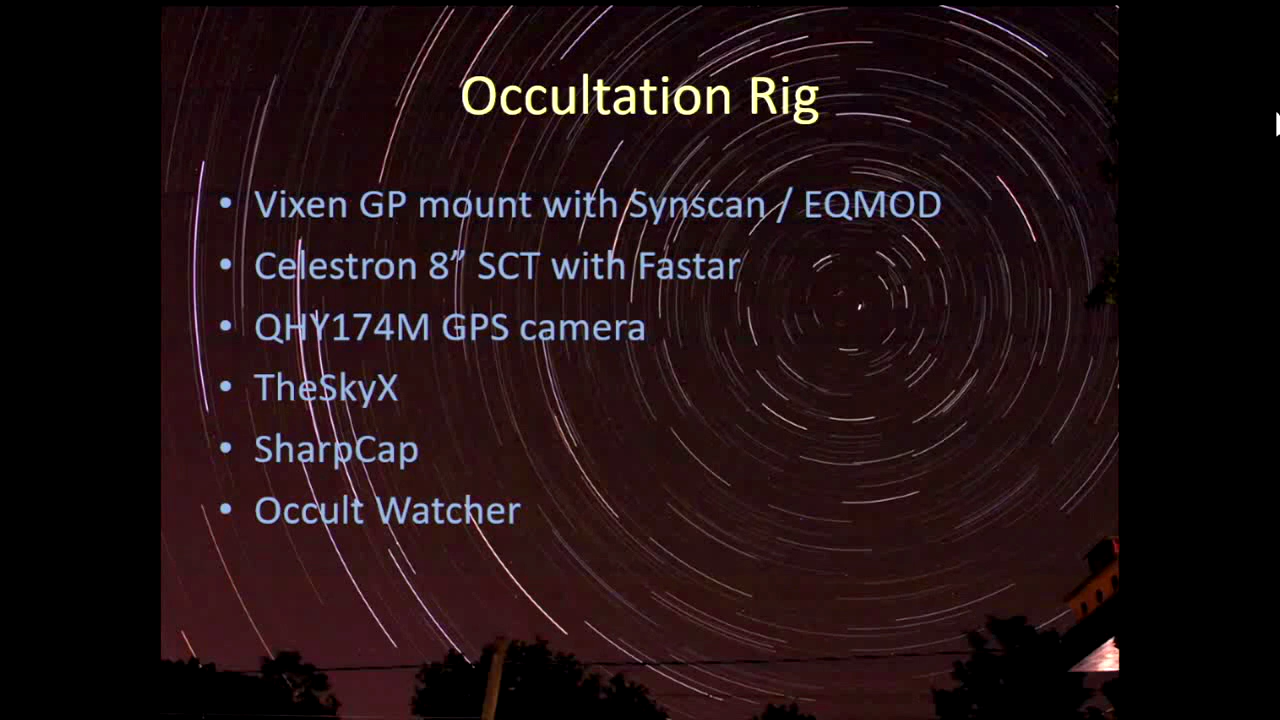 Occultation Rig
• Vixen GP mount with Synscan / EQMOD
• Celestron 8” SCT with Fastar
• QHY174M GPS camera
• TheSkyX
• SharpCap
• Occult Watcher